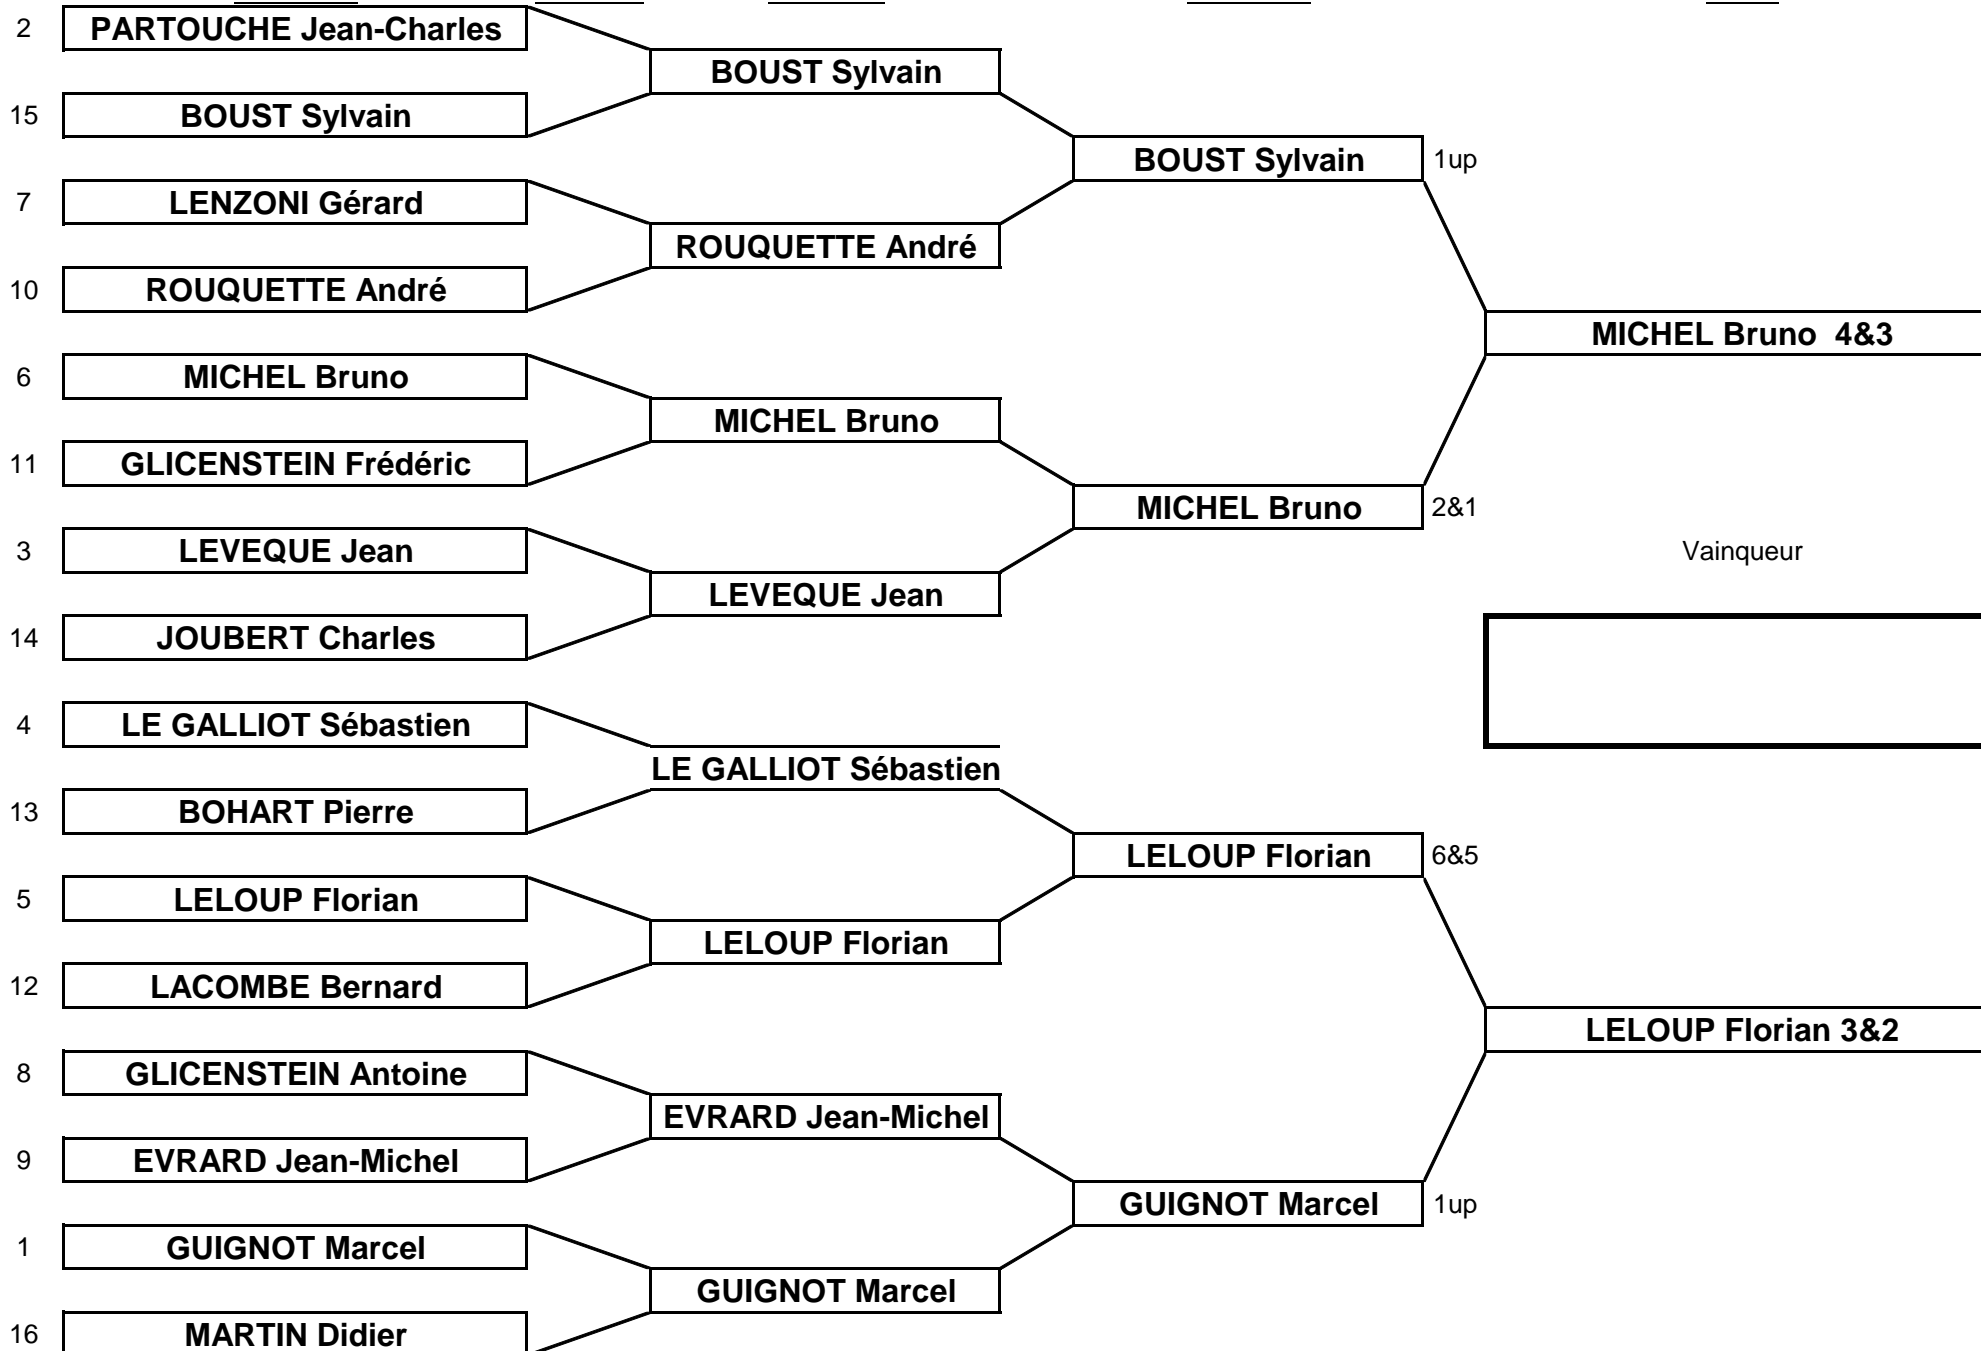 2 PARTOUCHE Jean-Charles
BOUST Sylvain
15 BOUST Sylvain
BOUST Sylvain 1up
7 LENZONI Gérard
ROUQUETTE André
10 ROUQUETTE André
MICHEL Bruno 4&3
6 MICHEL Bruno
MICHEL Bruno
11 GLICENSTEIN Frédéric
MICHEL Bruno 2&1
3 LEVEQUE Jean
Vainqueur
LEVEQUE Jean
14 JOUBERT Charles
4 LE GALLIOT Sébastien
LE GALLIOT Sébastien
13 BOHART Pierre
LELOUP Florian 6&5
5 LELOUP Florian
LELOUP Florian
12 LACOMBE Bernard
LELOUP Florian 3&2
8 GLICENSTEIN Antoine
EVRARD Jean-Michel
9 EVRARD Jean-Michel
GUIGNOT Marcel 1up
1 GUIGNOT Marcel
GUIGNOT Marcel
16 MARTIN Didier